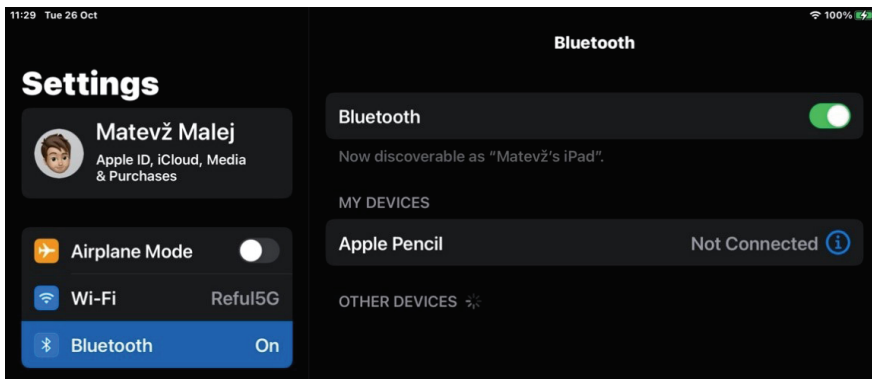 11:29 Tue 26 Oct
100%
Settings
Matevž Malej
Apple ID, iCloud, Media
& Purchases
Airplane Mode
Wi-Fi
Reful5G
Bluetooth
On
Bluetooth
Bluetooth
Now discoverable as “Matevž’s iPad”.
MY DEVICES
Apple Pencil
Not Connected
OTHER DEVICES